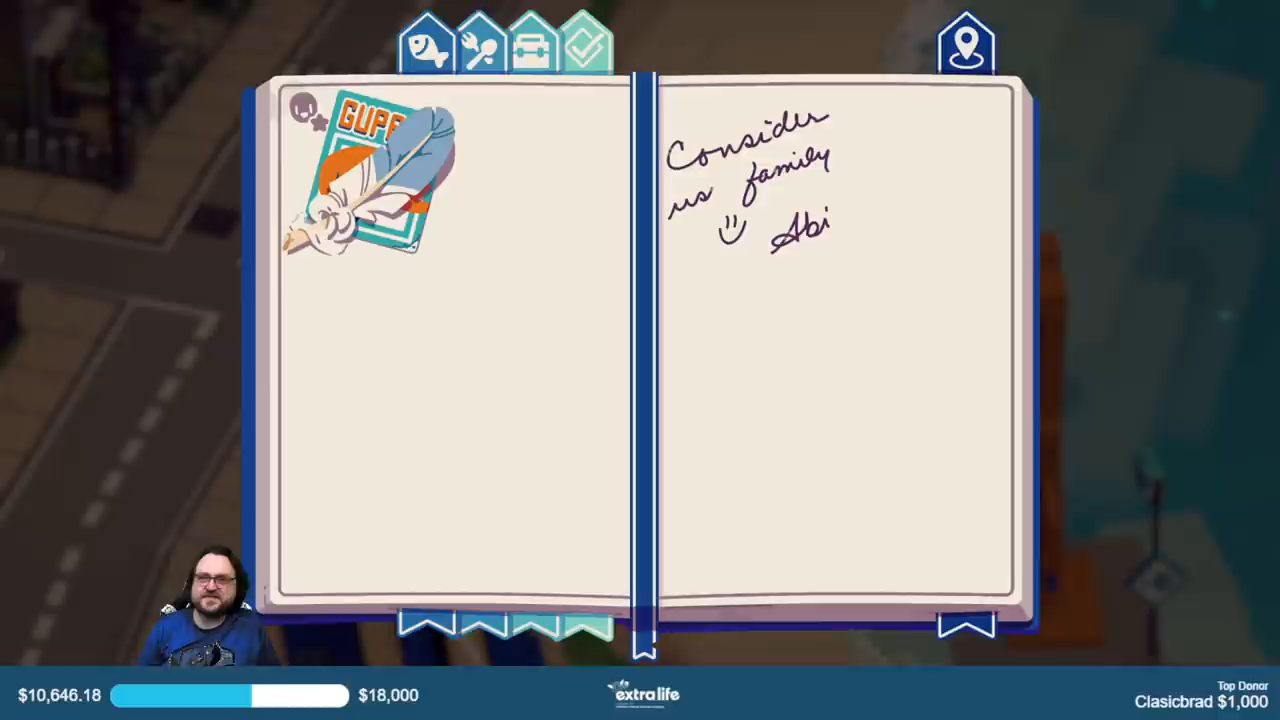 GUPP
Consider
us family
Abi
$10,646.18
$18,000
extralife
Top Donor
Clasicbrad $1,000